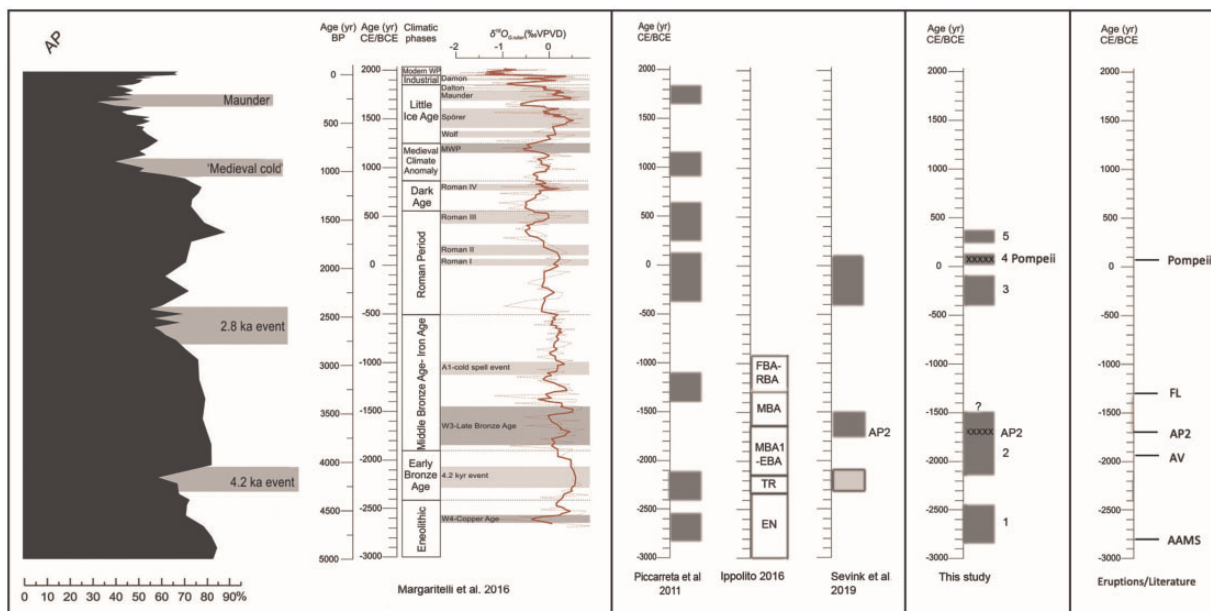 AP
Maunder
'Medieval cold'
2.8 ka event
4.2 ka event
0 10 20 30 40 50 60 70 80 90%
Age (yr)
BP
0
500
1000
1500
2000
2500
3000
3500
4000
4500
5000
Age (yr)
CE/BCE
2000
1500
1000
500
0
-500
-1000
-1500
-2000
-2500
-3000
Climatic
phases
Modern WP
Industrial
Little
Ice Age
Medieval
Climate
Anomaly
Dark
Age
Roman Period
Middle Bronze Age- Iron Age
Early
Bronze
Age
Eneolithic
-2 -1 0
Damon
Dalton
Maunder
Spörer
Wolf
MWP
Roman IV
Roman III
Roman II
Roman I
A1-cold spell event
W3-Late Bronze Age
4.2 kyr event
W4-Copper Age
Margaritelli et al. 2016
Age (yr)
CE/BCE
2000
1500
1000
500
0
-500
-1000
-1500
-2000
-2500
-3000
Piccarreta et al
2011
FBA-
RBA
MBA
MBA1
-EBA
TR
EN
Ippolito 2016
AP2
Sevink et al
2019
Age (yr)
CE/BCE
2000
1500
1000
500
0
-500
-1000
-1500
-2000
-2500
-3000
5
XXXXX 4 Pompeii
3
?
XXXXX AP2
2
1
This study
Age (yr)
CE/BCE
2000
1500
1000
500
0
-500
-1000
-1500
-2000
-2500
-3000
Pompeii
FL
AP2
AV
AAMS
Eruptions/Literature